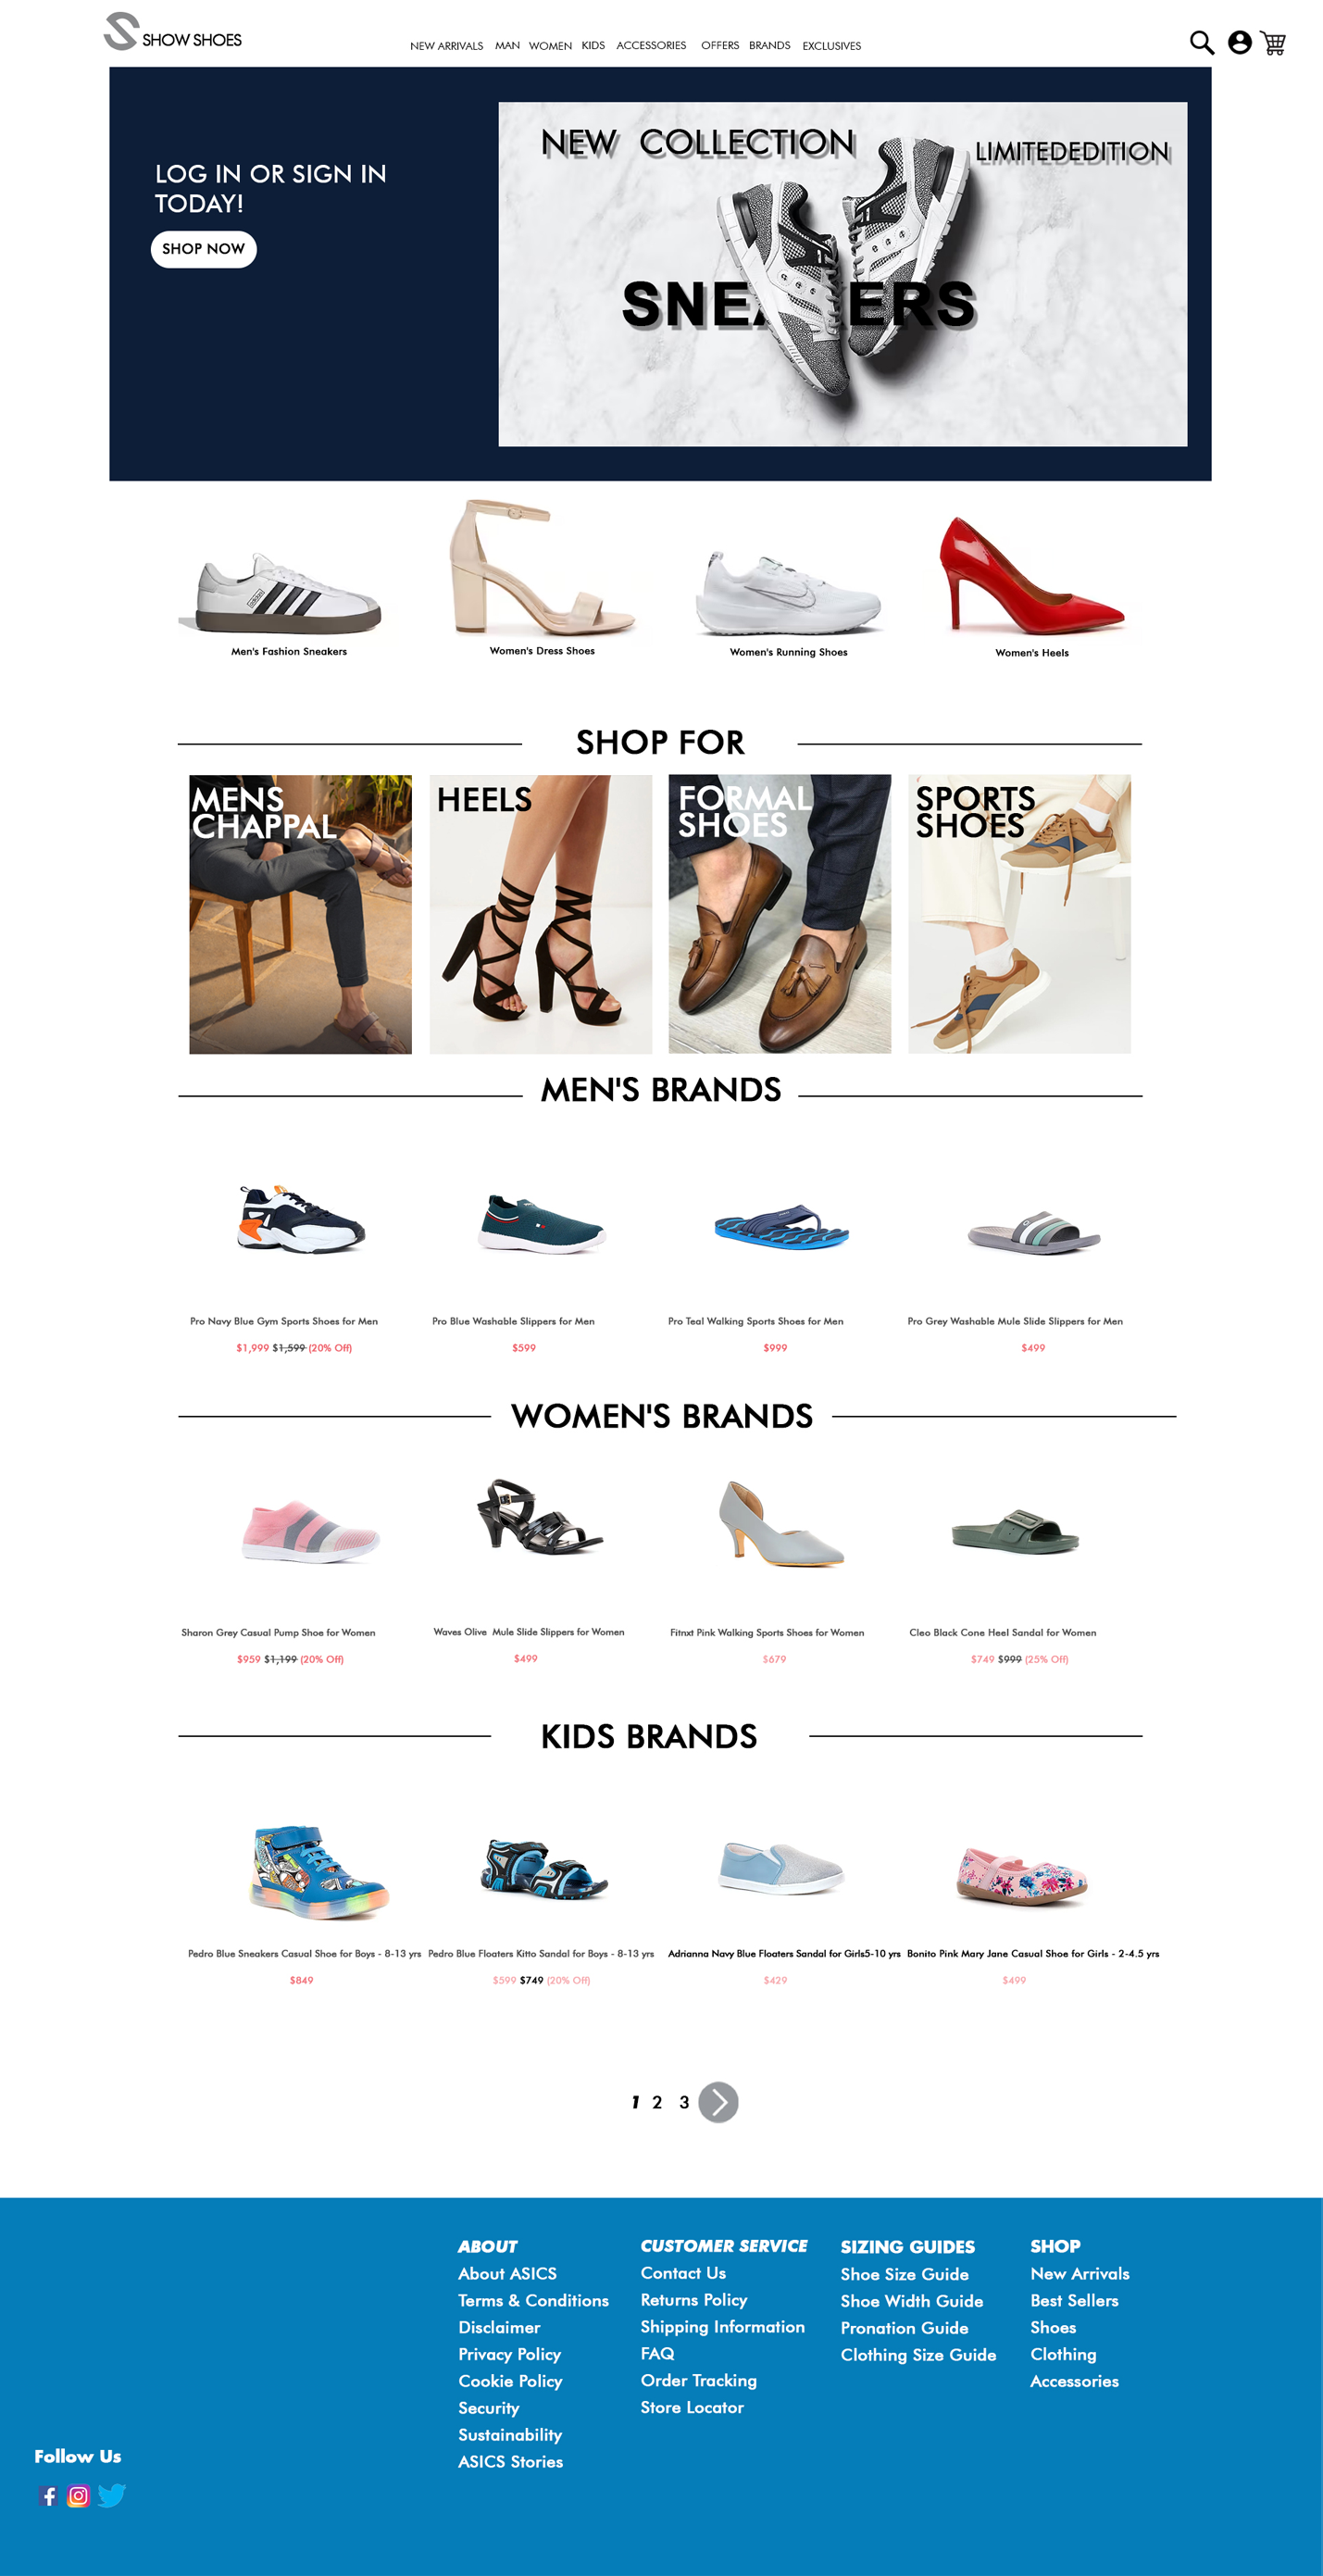 SHOW SHOES
NEW ARRIVALS MAN WOMEN KIDS ACCESSORIES OFFERS BRANDS EXCLUSIVES
LOG IN OR SIGN IN
TODAY!
SHOP NOW
NEW COLLECTION
LIMITEDEDITION
adidas
Men's Fashion Sneakers
Women's Dress Shoes
Women's Running Shoes
Women's Heels
SHOP FOR
MENS
CHAPPAL
HEELS
FORMAL
SHOES
SPORTS
SHOES
MEN'S BRANDS
Pro Navy Blue Gym Sports Shoes for Men
Pro Blue Washable Slippers for Men
Pro Teal Walking Sports Shoes for Men
Pro Grey Washable Mule Slide Slippers for Men
$1,999 $1,599 (20% Off)
$599
$999
$499
WOMEN'S BRANDS
Sharon Grey Casual Pump Shoe for Women
Waves Olive Mule Slide Slippers for Women
Fitnxt Pink Walking Sports Shoes for Women
Cleo Black Cone Heel Sandal for Women
$959 $1,199 (20% Off)
$499
$679
$749 $999 (25% Off)
KIDS BRANDS
Pedro Blue Sneakers Casual Shoe for Boys - 8-13 yrs
Pedro Blue Floaters Kitto Sandal for Boys - 8-13 yrs
Adrianna Navy Blue Floaters Sandal for Girls5-10 yrs
Bonito Pink Mary Jane Casual Shoe for Girls - 2-4.5 yrs
$849
$599 $749 (20% Off)
$429
$499
1 2 3
ABOUT
About ASICS
Terms & Conditions
Disclaimer
Privacy Policy
Cookie Policy
Security
Sustainability
ASICS Stories
CUSTOMER SERVICE
Contact Us
Returns Policy
Shipping Information
FAQ
Order Tracking
Store Locator
SIZING GUIDES
Shoe Size Guide
Shoe Width Guide
Pronation Guide
Clothing Size Guide
SHOP
New Arrivals
Best Sellers
Shoes
Clothing
Accessories
Follow Us